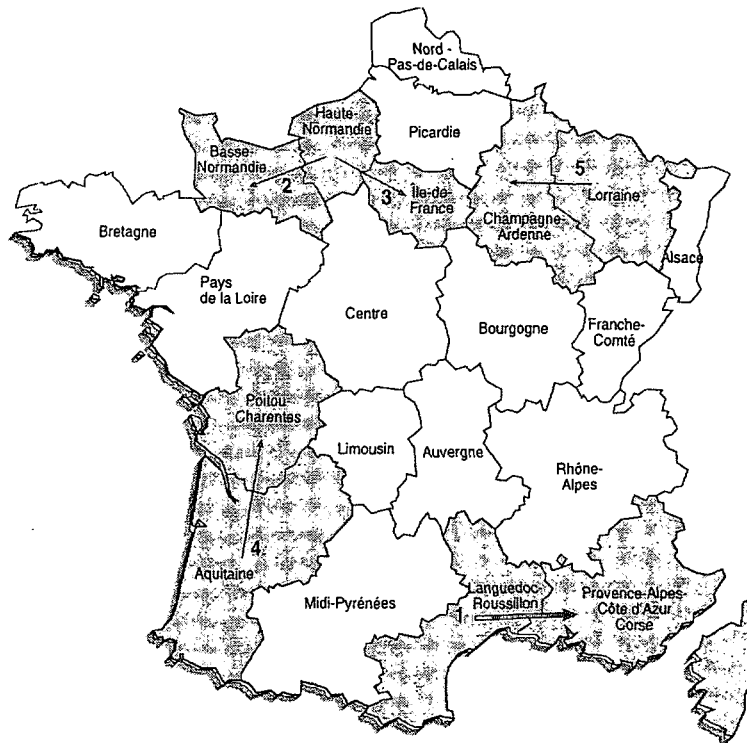 Nord -
Pas-de-Calais
Haute-
Normandie
Picardie
Basse-
Normandie
2
3
Île-de-
France
5
Lorraine
Champagne
Ardenne
Alsace
Bretagne
Pays
de la Loire
Centre
Bourgogne
Franche-
Comté
Poitou
Charentes
Limousin
Auvergne
Rhône-
Alpes
4
Aquitaine
Midi-Pyrénées
Languedoc
Roussillon
1
Provence-Alpes-
Côte d'Azur
Corse